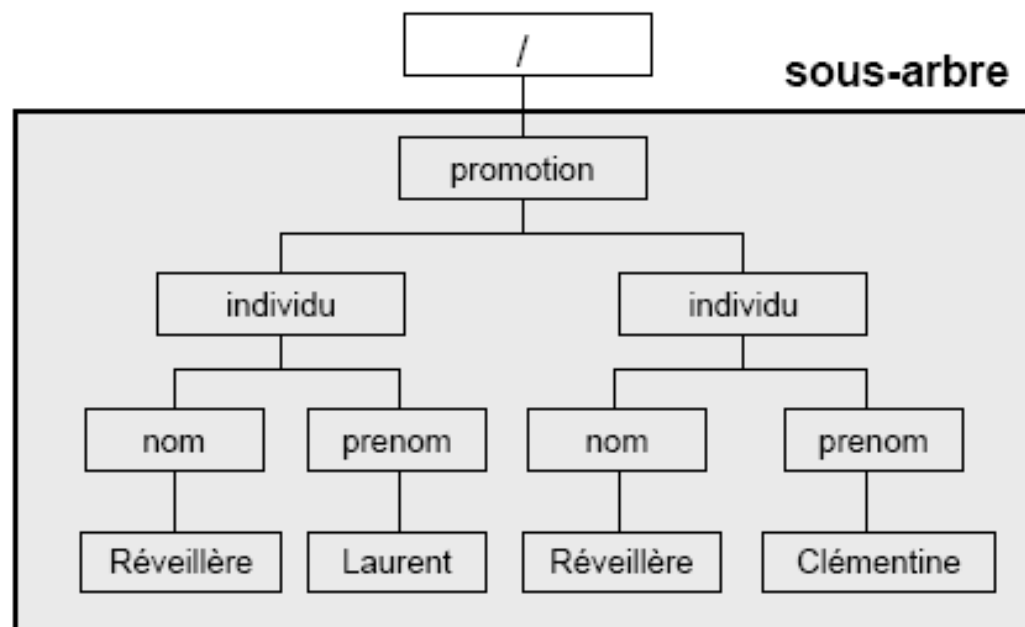 /
sous-arbre
promotion
individu individu
nom prenom nom prenom
Réveillère Laurent Réveillère Clémentine